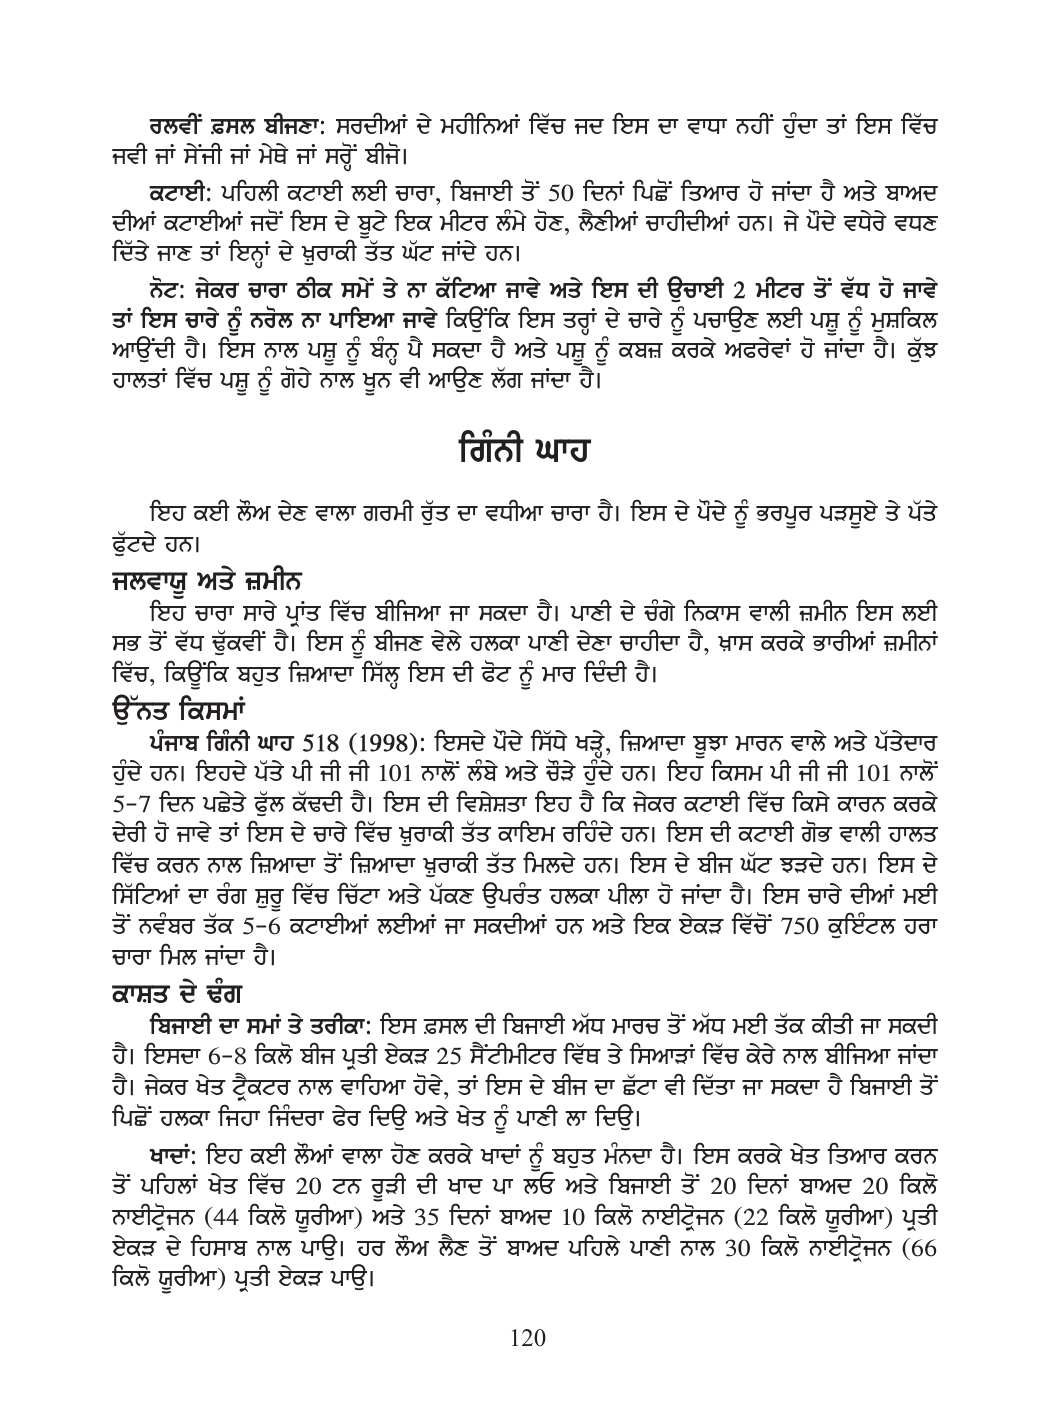 ਰਲਵੀਂ ਫ਼ਸਲ ਬੀਜਣਾ: ਸਰਦੀਆਂ ਦੇ ਮਹੀਨਿਆਂ ਵਿੱਚ ਜਦ ਇਸ ਦਾ ਵਾਧਾ ਨਹੀਂ ਹੁੰਦਾ ਤਾਂ ਇਸ ਵਿੱਚ
ਜਵੀ ਜਾਂ ਸੇਂਜੀ ਜਾਂ ਮੇਥੇ ਜਾਂ ਸਰ੍ਹੋਂ ਬੀਜੋ।
ਕਟਾਈ: ਪਹਿਲੀ ਕਟਾਈ ਲਈ ਚਾਰਾ, ਬਿਜਾਈ ਤੋਂ 50 ਦਿਨਾਂ ਪਿਛੋਂ ਤਿਆਰ ਹੋ ਜਾਂਦਾ ਹੈ ਅਤੇ ਬਾਅਦ
ਦੀਆਂ ਕਟਾਈਆਂ ਜਦੋਂ ਇਸ ਦੇ ਬੂਟੇ ਇਕ ਮੀਟਰ ਲੰਮੇ ਹੋਣ, ਲੈਣੀਆਂ ਚਾਹੀਦੀਆਂ ਹਨ। ਜੇ ਪੌਦੇ ਵਧੇਰੇ ਵਧਣ
ਦਿੱਤੇ ਜਾਣ ਤਾਂ ਇਨ੍ਹਾਂ ਦੇ ਖ਼ੁਰਾਕੀ ਤੱਤ ਘੱਟ ਜਾਂਦੇ ਹਨ।
ਨੋਟ: ਜੇਕਰ ਚਾਰਾ ਠੀਕ ਸਮੇਂ ਤੇ ਨਾ ਕੱਟਿਆ ਜਾਵੇ ਅਤੇ ਇਸ ਦੀ ਉਚਾਈ 2 ਮੀਟਰ ਤੋਂ ਵੱਧ ਹੋ ਜਾਵੇ
ਤਾਂ ਇਸ ਚਾਰੇ ਨੂੰ ਨਰੋਲ ਨਾ ਪਾਇਆ ਜਾਵੇ ਕਿਉਂਕਿ ਇਸ ਤਰ੍ਹਾਂ ਦੇ ਚਾਰੇ ਨੂੰ ਪਚਾਉਣ ਲਈ ਪਸ਼ੂ ਨੂੰ ਮੁਸ਼ਕਿਲ
ਆਉਂਦੀ ਹੈ। ਇਸ ਨਾਲ ਪਸ਼ੂ ਨੂੰ ਬੰਨ੍ਹ ਪੈ ਸਕਦਾ ਹੈ ਅਤੇ ਪਸ਼ੂ ਨੂੰ ਕਬਜ਼ ਕਰਕੇ ਅਫਰੇਵਾਂ ਹੋ ਜਾਂਦਾ ਹੈ। ਕੁੱਝ
ਹਾਲਤਾਂ ਵਿੱਚ ਪਸ਼ੂ ਨੂੰ ਗੋਹੇ ਨਾਲ ਖੂਨ ਵੀ ਆਉਣ ਲੱਗ ਜਾਂਦਾ ਹੈ।
ਗਿੰਨੀ ਘਾਹ
ਇਹ ਕਈ ਲੌਅ ਦੇਣ ਵਾਲਾ ਗਰਮੀ ਰੁੱਤ ਦਾ ਵਧੀਆ ਚਾਰਾ ਹੈ। ਇਸ ਦੇ ਪੌਦੇ ਨੂੰ ਭਰਪੂਰ ਪੜਸੂਏ ਤੇ ਪੱਤੇ
ਫੁੱਟਦੇ ਹਨ।
ਜਲਵਾਯੂ ਅਤੇ ਜ਼ਮੀਨ
ਇਹ ਚਾਰਾ ਸਾਰੇ ਪ੍ਰਾਂਤ ਵਿੱਚ ਬੀਜਿਆ ਜਾ ਸਕਦਾ ਹੈ। ਪਾਣੀ ਦੇ ਚੰਗੇ ਨਿਕਾਸ ਵਾਲੀ ਜ਼ਮੀਨ ਇਸ ਲਈ
ਸਭ ਤੋਂ ਵੱਧ ਢੁੱਕਵੀਂ ਹੈ। ਇਸ ਨੂੰ ਬੀਜਣ ਵੇਲੇ ਹਲਕਾ ਪਾਣੀ ਦੇਣਾ ਚਾਹੀਦਾ ਹੈ, ਖ਼ਾਸ ਕਰਕੇ ਭਾਰੀਆਂ ਜ਼ਮੀਨਾਂ
ਵਿੱਚ, ਕਿਉਂਕਿ ਬਹੁਤ ਜ਼ਿਆਦਾ ਸਿੱਲ੍ਹ ਇਸ ਦੀ ਫੋਟ ਨੂੰ ਮਾਰ ਦਿੰਦੀ ਹੈ।
ਉੱਨਤ ਕਿਸਮਾਂ
ਪੰਜਾਬ ਗਿੰਨੀ ਘਾਹ 518 (1998): ਇਸਦੇ ਪੌਦੇ ਸਿੱਧੇ ਖੜ੍ਹੇ, ਜ਼ਿਆਦਾ ਬੂਝਾ ਮਾਰਨ ਵਾਲੇ ਅਤੇ ਪੱਤੇਦਾਰ
ਹੁੰਦੇ ਹਨ। ਇਹਦੇ ਪੱਤੇ ਪੀ ਜੀ ਜੀ 101 ਨਾਲੋਂ ਲੰਬੇ ਅਤੇ ਚੌੜੇ ਹੁੰਦੇ ਹਨ। ਇਹ ਕਿਸਮ ਪੀ ਜੀ ਜੀ 101 ਨਾਲੋਂ
5-7 ਦਿਨ ਪਛੇਤੇ ਫੁੱਲ ਕੱਢਦੀ ਹੈ। ਇਸ ਦੀ ਵਿਸ਼ੇਸ਼ਤਾ ਇਹ ਹੈ ਕਿ ਜੇਕਰ ਕਟਾਈ ਵਿੱਚ ਕਿਸੇ ਕਾਰਨ ਕਰਕੇ
ਦੇਰੀ ਹੋ ਜਾਵੇ ਤਾਂ ਇਸ ਦੇ ਚਾਰੇ ਵਿੱਚ ਖ਼ੁਰਾਕੀ ਤੱਤ ਕਾਇਮ ਰਹਿੰਦੇ ਹਨ। ਇਸ ਦੀ ਕਟਾਈ ਗੋਭ ਵਾਲੀ ਹਾਲਤ
ਵਿੱਚ ਕਰਨ ਨਾਲ ਜ਼ਿਆਦਾ ਤੋਂ ਜ਼ਿਆਦਾ ਖ਼ੁਰਾਕੀ ਤੱਤ ਮਿਲਦੇ ਹਨ। ਇਸ ਦੇ ਬੀਜ ਘੱਟ ਝੜਦੇ ਹਨ। ਇਸ ਦੇ
ਸਿੱਟਿਆਂ ਦਾ ਰੰਗ ਸ਼ੁਰੂ ਵਿੱਚ ਚਿੱਟਾ ਅਤੇ ਪੱਕਣ ਉਪਰੰਤ ਹਲਕਾ ਪੀਲਾ ਹੋ ਜਾਂਦਾ ਹੈ। ਇਸ ਚਾਰੇ ਦੀਆਂ ਮਈ
ਤੋਂ ਨਵੰਬਰ ਤੱਕ 5-6 ਕਟਾਈਆਂ ਲਈਆਂ ਜਾ ਸਕਦੀਆਂ ਹਨ ਅਤੇ ਇਕ ਏਕੜ ਵਿੱਚੋਂ 750 ਕੁਇੰਟਲ ਹਰਾ
ਚਾਰਾ ਮਿਲ ਜਾਂਦਾ ਹੈ।
ਕਾਸ਼ਤ ਦੇ ਢੰਗ
ਬਿਜਾਈ ਦਾ ਸਮਾਂ ਤੇ ਤਰੀਕਾ: ਇਸ ਫ਼ਸਲ ਦੀ ਬਿਜਾਈ ਅੱਧ ਮਾਰਚ ਤੋਂ ਅੱਧ ਮਈ ਤੱਕ ਕੀਤੀ ਜਾ ਸਕਦੀ
ਹੈ। ਇਸਦਾ 6-8 ਕਿਲੋ ਬੀਜ ਪ੍ਰਤੀ ਏਕੜ 25 ਸੈਂਟੀਮੀਟਰ ਵਿੱਥ ਤੇ ਸਿਆੜਾਂ ਵਿੱਚ ਕੇਰੇ ਨਾਲ ਬੀਜਿਆ ਜਾਂਦਾ
ਹੈ। ਜੇਕਰ ਖੇਤ ਟ੍ਰੈਕਟਰ ਨਾਲ ਵਾਹਿਆ ਹੋਵੇ, ਤਾਂ ਇਸ ਦੇ ਬੀਜ ਦਾ ਛੱਟਾ ਵੀ ਦਿੱਤਾ ਜਾ ਸਕਦਾ ਹੈ ਬਿਜਾਈ ਤੋਂ
ਪਿਛੋਂ ਹਲਕਾ ਜਿਹਾ ਜਿੰਦਰਾ ਫੇਰ ਦਿਉ ਅਤੇ ਖੇਤ ਨੂੰ ਪਾਣੀ ਲਾ ਦਿਉ।
ਖਾਦਾਂ: ਇਹ ਕਈ ਲੌਆਂ ਵਾਲਾ ਹੋਣ ਕਰਕੇ ਖਾਦਾਂ ਨੂੰ ਬਹੁਤ ਮੰਨਦਾ ਹੈ। ਇਸ ਕਰਕੇ ਖੇਤ ਤਿਆਰ ਕਰਨ
ਤੋਂ ਪਹਿਲਾਂ ਖੇਤ ਵਿੱਚ 20 ਟਨ ਰੂੜੀ ਦੀ ਖਾਦ ਪਾ ਲਓ ਅਤੇ ਬਿਜਾਈ ਤੋਂ 20 ਦਿਨਾਂ ਬਾਅਦ 20 ਕਿਲੋ
ਨਾਈਟ੍ਰੋਜਨ (44 ਕਿਲੋ ਯੂਰੀਆ) ਅਤੇ 35 ਦਿਨਾਂ ਬਾਅਦ 10 ਕਿਲੋ ਨਾਈਟ੍ਰੋਜਨ (22 ਕਿਲੋ ਯੂਰੀਆ) ਪ੍ਰਤੀ
ਏਕੜ ਦੇ ਹਿਸਾਬ ਨਾਲ ਪਾਉ। ਹਰ ਲੌਅ ਲੈਣ ਤੋਂ ਬਾਅਦ ਪਹਿਲੇ ਪਾਣੀ ਨਾਲ 30 ਕਿਲੋ ਨਾਈਟ੍ਰੋਜਨ (66
ਕਿਲੋ ਯੂਰੀਆ) ਪ੍ਰਤੀ ਏਕੜ ਪਾਉ।
120